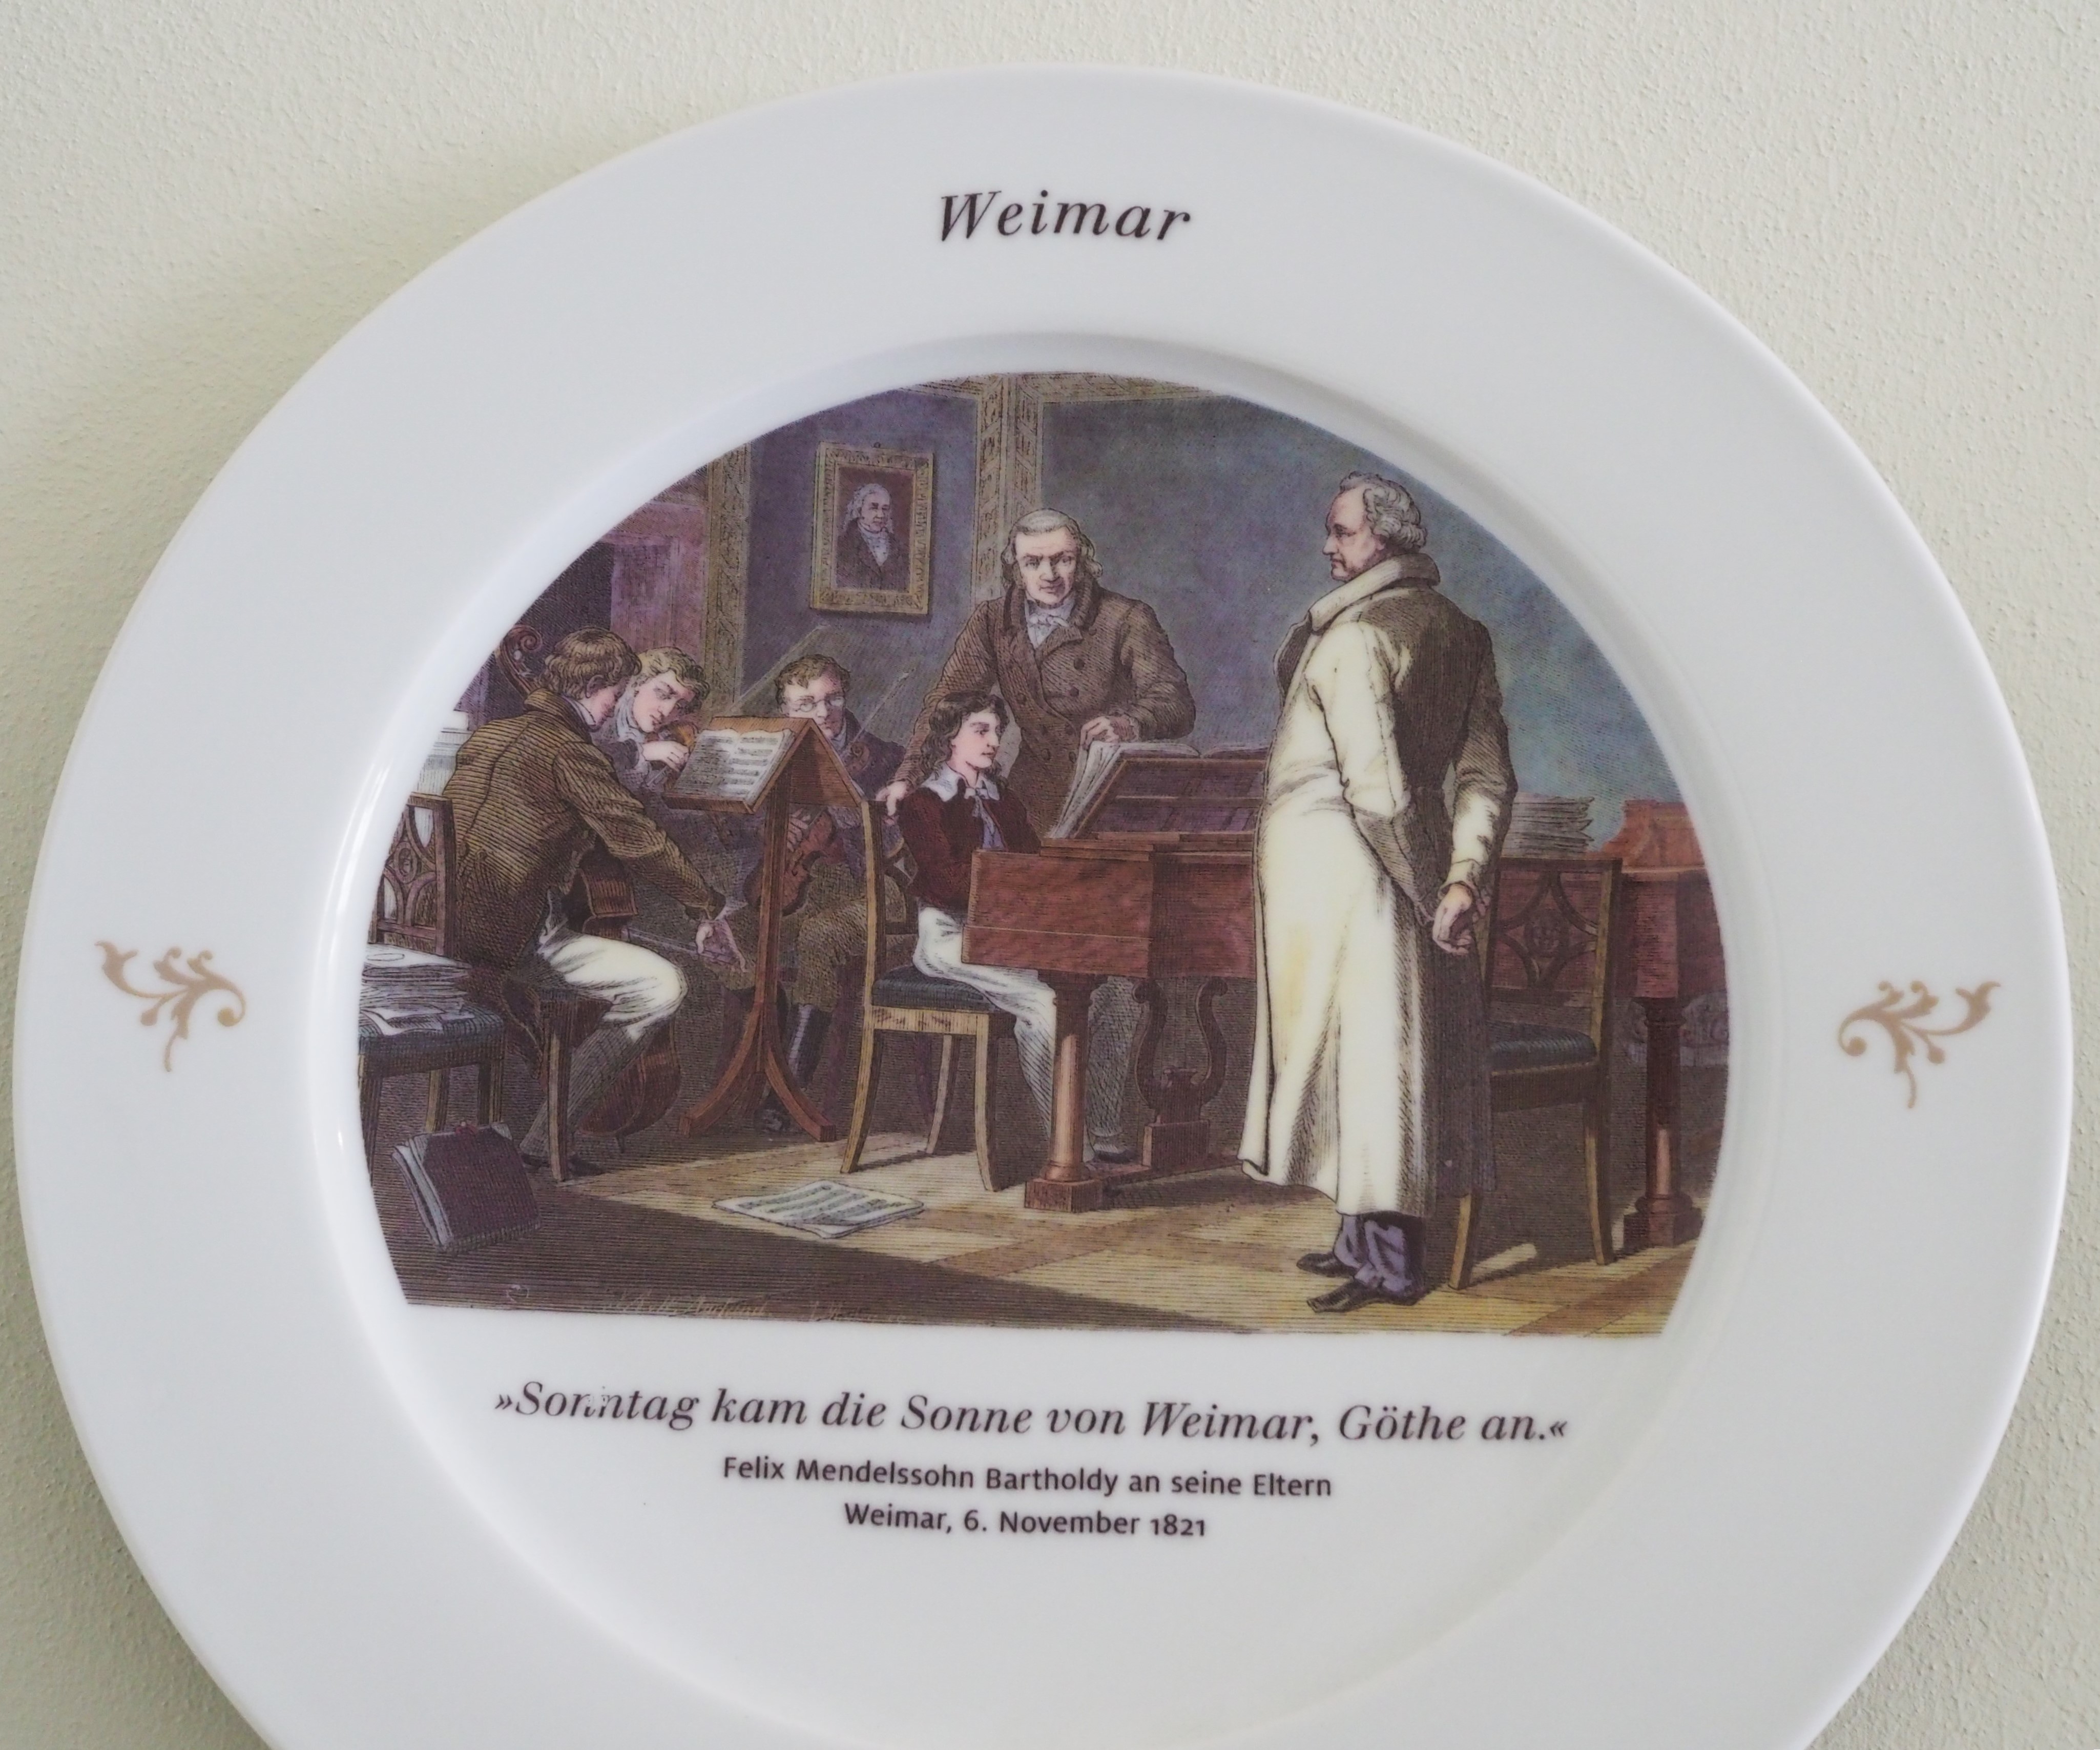 Weimar
»Sonntag kam die Sonne von Weimar, Göthe an.«
Felix Mendelssohn Bartholdy an seine Eltern
Weimar, 6. November 1821